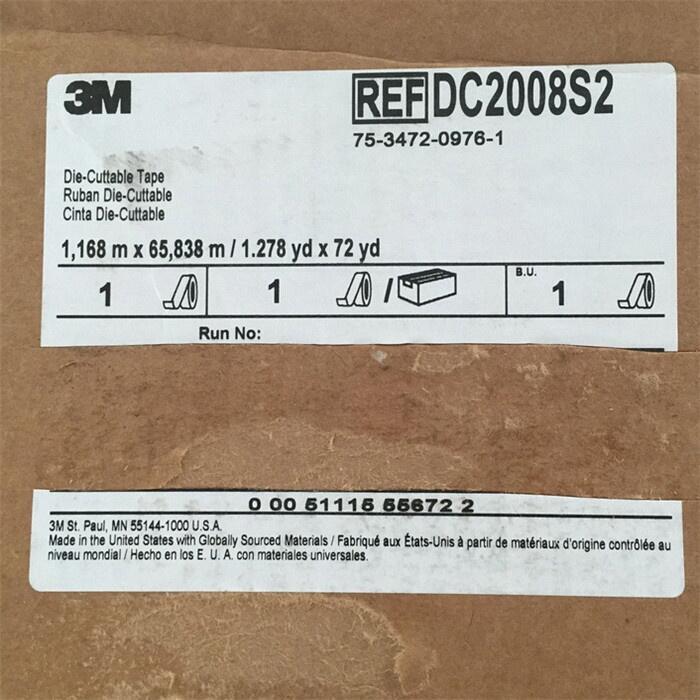 3M
REF DC2008S2
75-3472-0976-1
Die-Cuttable Tape
Ruban Die-Cuttable
Cinta Die-Cuttable
1,168 m x 65,838 m / 1.278 yd x 72 yd
1 1 / B.U. 1
Run No:
0 00 51115 55672 2
3M St. Paul, MN 55144-1000 U.S.A.
Made in the United States with Globally Sourced Materials / Fabriqué aux États-Unis à partir de matériaux d'origine contrôlée au
niveau mondial / Hecho en los E. U. A. con materiales universales.